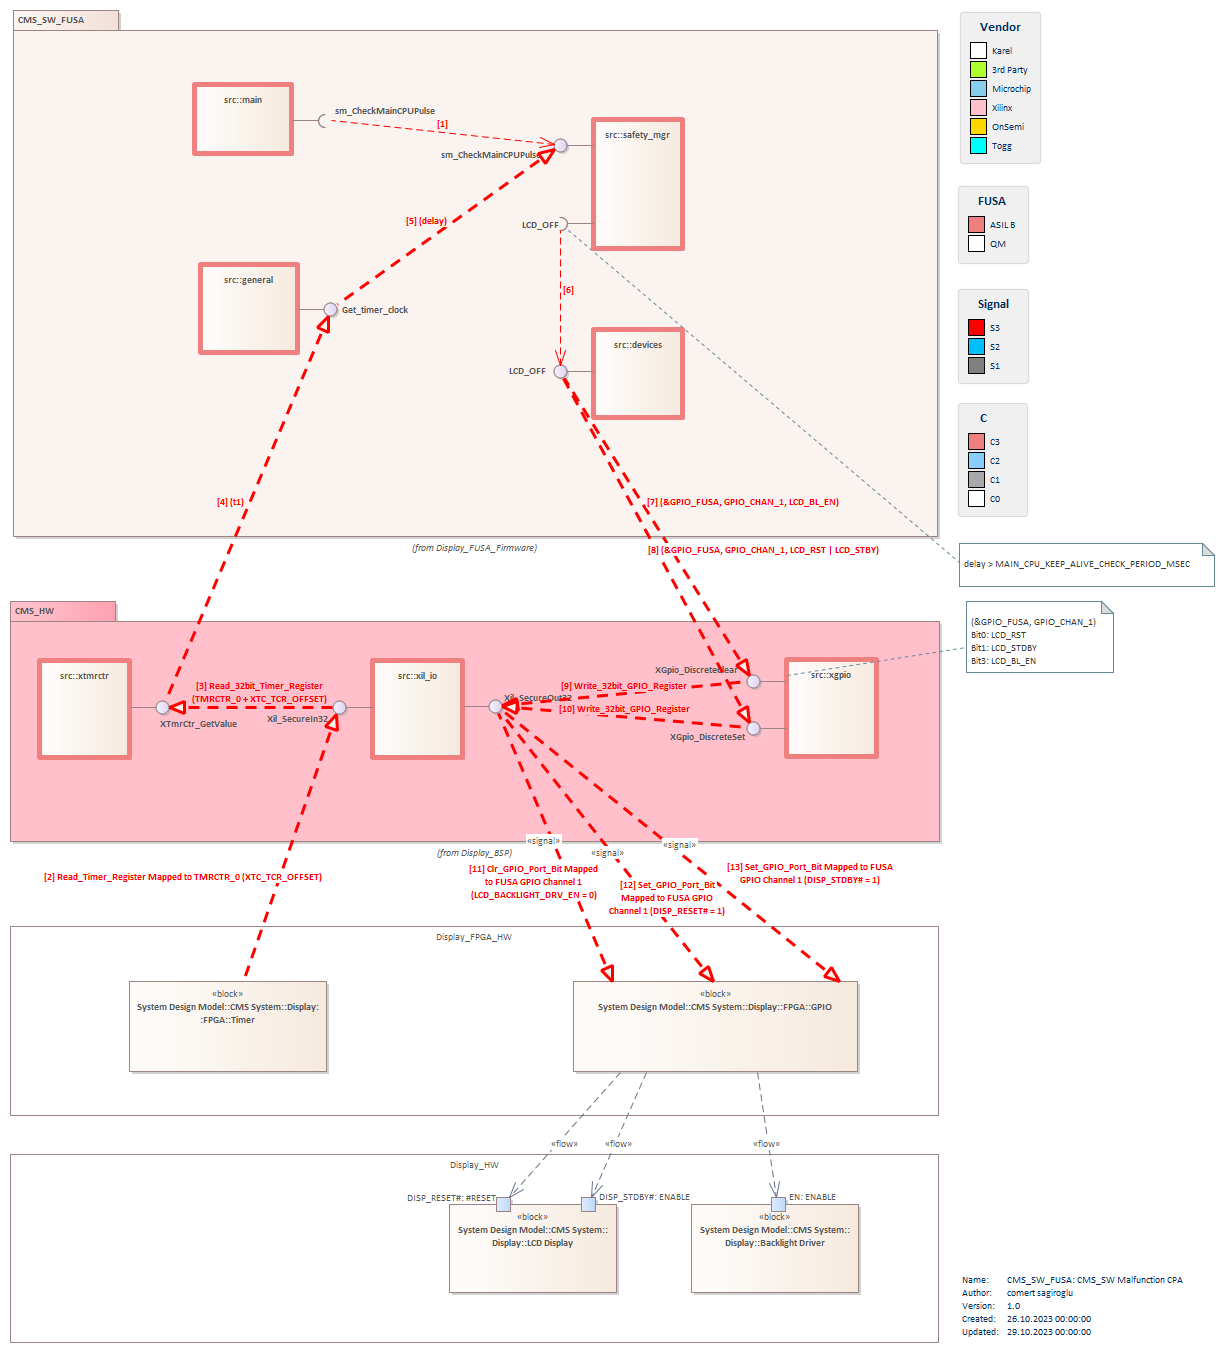 CMS_SW_FUSA
src::main
sm_CheckMainCPUPulse
[1]
sm_CheckMainCPUPulse
src::safety_mgr
[5] (delay)
LCD_OFF
src::general
Get_timer_clock
[6]
src::devices
LCD_OFF
[4] (t1)
[7] (&GPIO_FUSA, GPIO_CHAN_1, LCD_BL_EN)
(from Display_FUSA_Firmware)
[8] (&GPIO_FUSA, GPIO_CHAN_1, LCD_RST | LCD_STBY)
Vendor
Karel
3rd Party
Microchip
Xilinx
OnSemi
Togg
FUSA
ASIL B
QM
Signal
S3
S2
S1
C
C3
C2
C1
C0
delay > MAIN_CPU_KEEP_ALIVE_CHECK_PERIOD_MSEC
(&GPIO_FUSA, GPIO_CHAN_1)
Bit0: LCD_RST
Bit1: LCD_STDBY
Bit3: LCD_BL_EN
CMS_HW
src::xtmrctr
[3] Read_32bit_Timer_Register
(TMRCTR_0 + XTC_TCR_OFFSET)
XTmrCtr_GetValue
Xil_SecureIn32
src::xil_io
Xil_SecureOut32
XGpio_DiscreteClear
[9] Write_32bit_GPIO_Register
[10] Write_32bit_GPIO_Register
XGpio_DiscreteSet
src::xgpio
(from Display_BSP)
«signal»
«signal»
«signal»
[2] Read_Timer_Register Mapped to TMRCTR_0 (XTC_TCR_OFFSET)
[11] Clr_GPIO_Port_Bit Mapped
to FUSA GPIO Channel 1
(LCD_BACKLIGHT_DRV_EN = 0)
[12] Set_GPIO_Port_Bit
Mapped to FUSA GPIO
Channel 1 (DISP_RESET# = 1)
[13] Set_GPIO_Port_Bit Mapped to FUSA
GPIO Channel 1 (DISP_STDBY# = 1)
Display_FPGA_HW
«block»
System Design Model::CMS System::Display:
:FPGA::Timer
«block»
System Design Model::CMS System::Display::FPGA::GPIO
«flow»
«flow»
«flow»
Display_HW
DISP_RESET#: #RESET
DISP_STDBY#: ENABLE
EN: ENABLE
«block»
System Design Model::CMS System::
Display::LCD Display
«block»
System Design Model::CMS System::
Display::Backlight Driver
Name: CMS_SW_FUSA: CMS_SW Malfunction CPA
Author: comert sagiroglu
Version: 1.0
Created: 26.10.2023 00:00:00
Updated: 29.10.2023 00:00:00